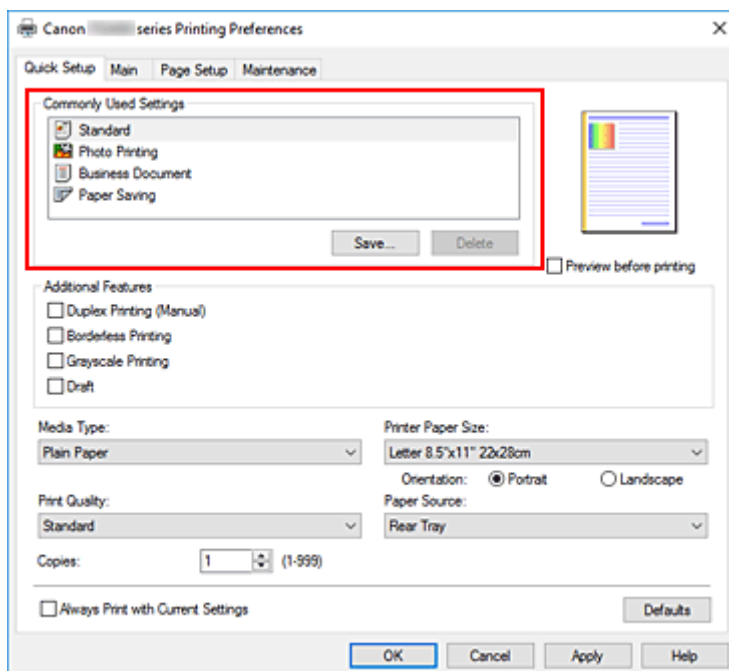 Canon series Printing Preferences
Quick Setup Main Page Setup Maintenance
Commonly Used Settings
Standard
Photo Printing
Business Document
Paper Saving
Save... Delete
Preview before printing
Additional Features
Duplex Printing (Manual)
Borderless Printing
Grayscale Printing
Draft
Media Type: Printer Paper Size:
Plain Paper Letter 8.5"x11" 22x28cm
Orientation: Portrait Landscape
Print Quality: Paper Source:
Standard Rear Tray
Copies: 1 (1-999)
Always Print with Current Settings Defaults
OK Cancel Apply Help